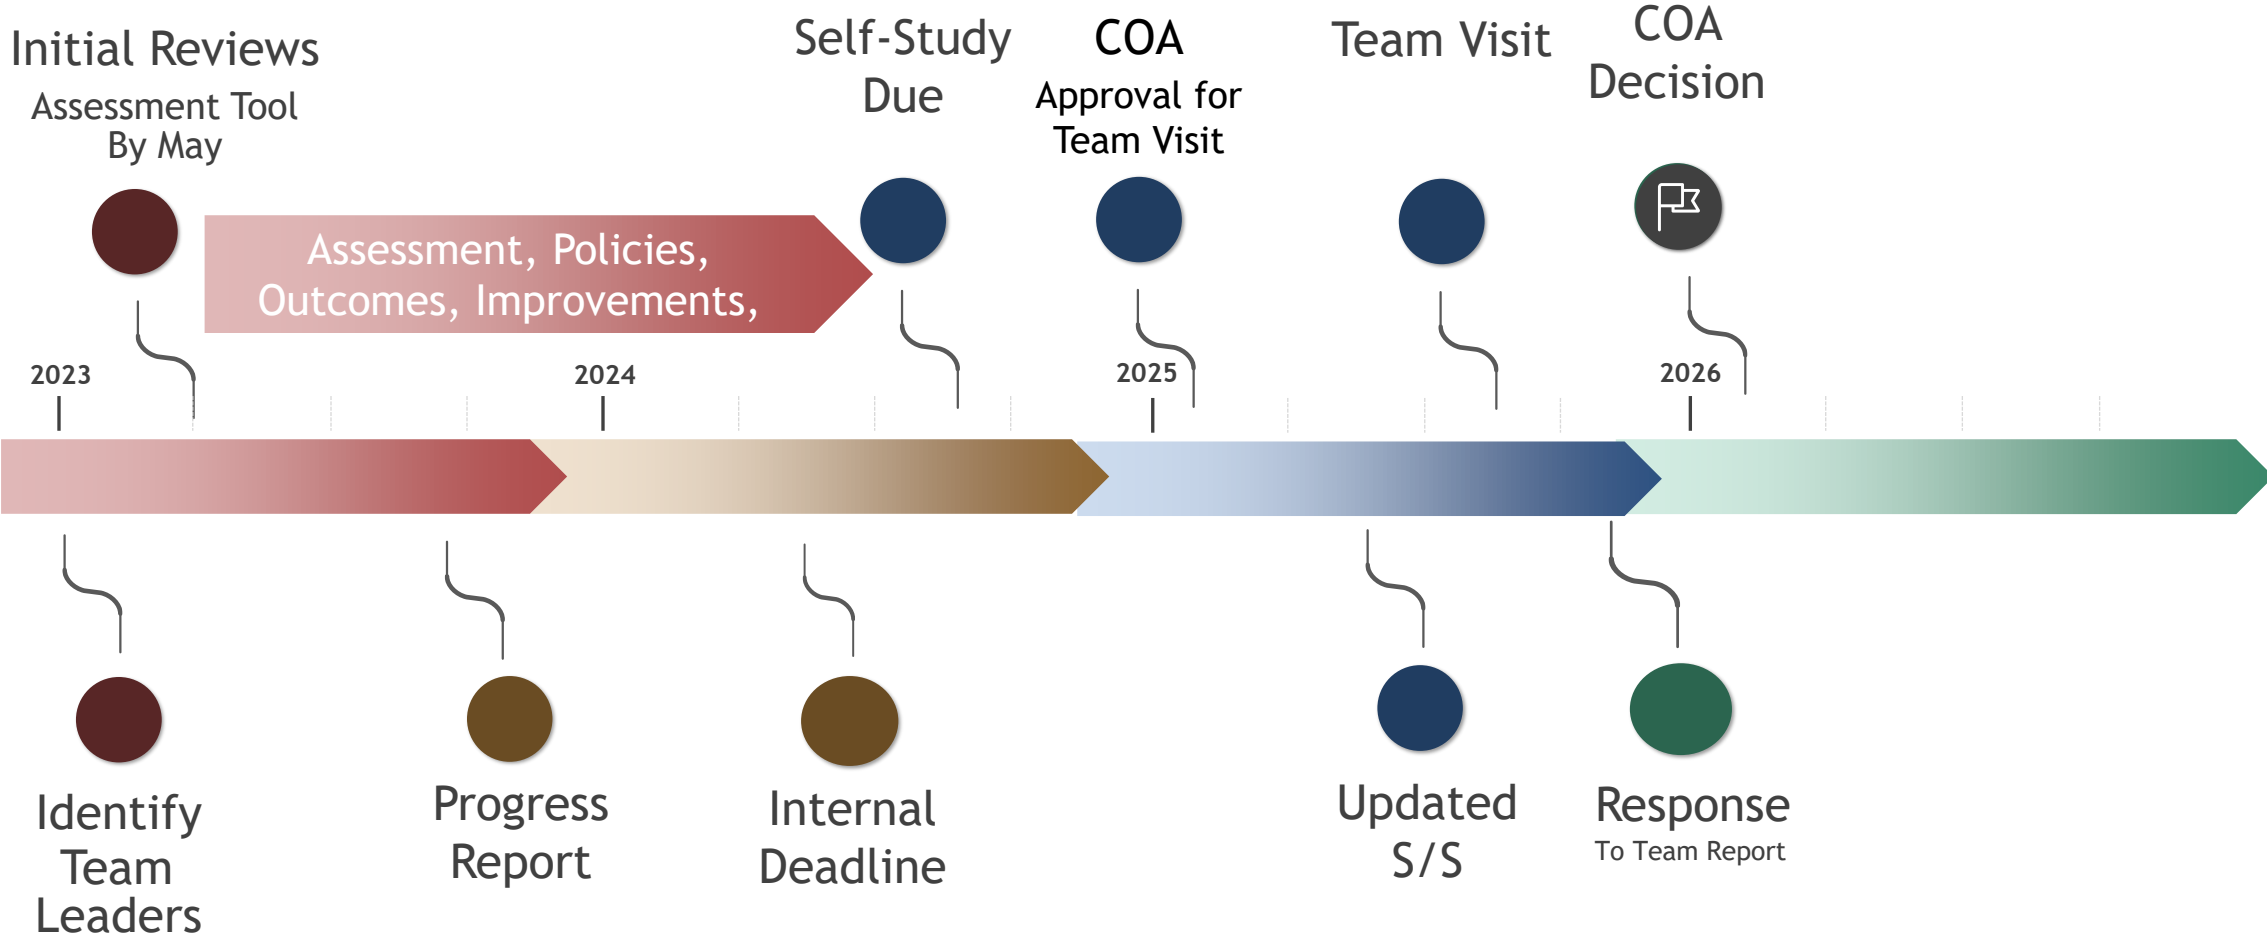 Initial Reviews
Assessment Tool
By May
Self-Study
Due
COA
Approval for
Team Visit
Team Visit
COA
Decision
Assessment, Policies,
Outcomes, Improvements,
2023
2024
2025
2026
Identify
Team
Leaders
Progress
Report
Internal
Deadline
Updated
S/S
Response
To Team Report